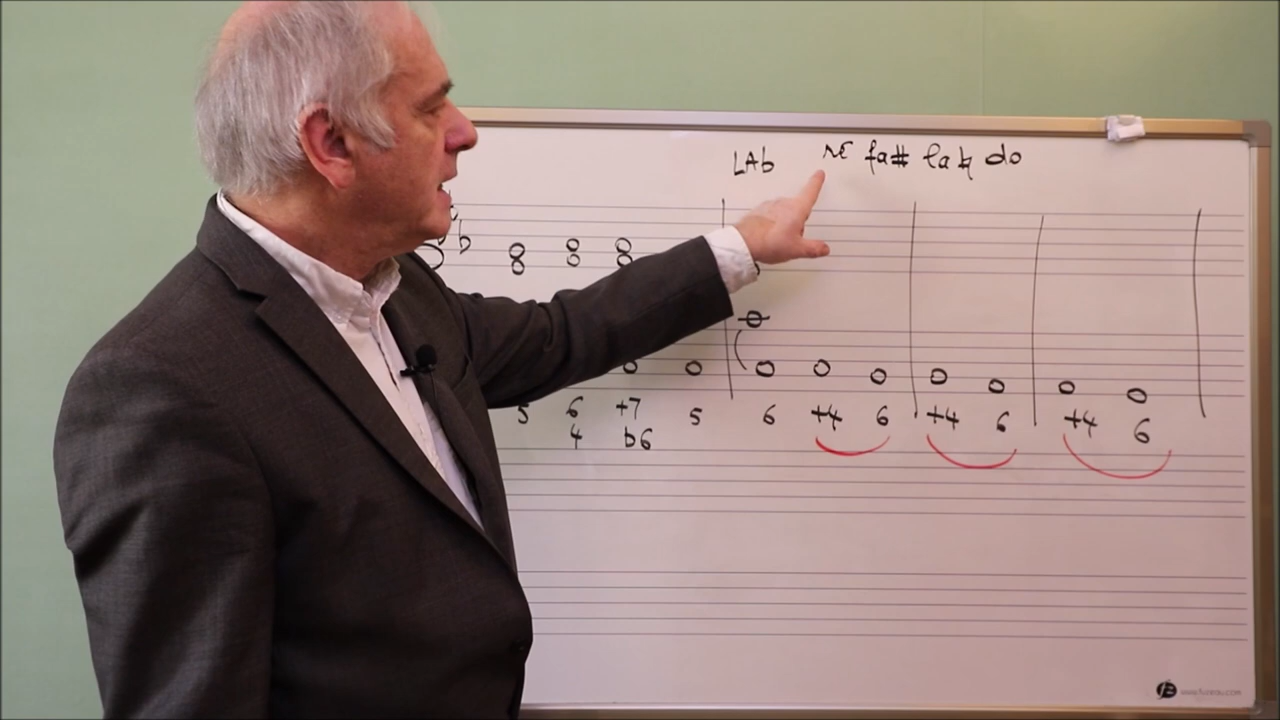 LAb ré fa# la♮ do
b
5 6 +7 5 6 +4 6 +4 6 +4 6
4 b6